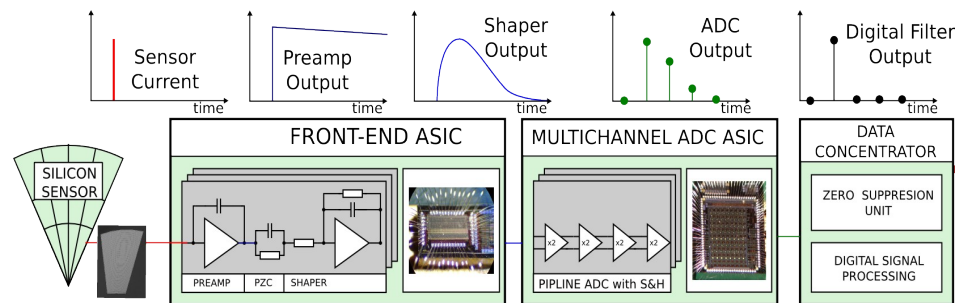 Sensor
Current
time
Preamp
Output
time
Shaper
Output
time
ADC
Output
time
Digital Filter
Output
time
SILICON
SENSOR
FRONT-END ASIC
PREAMP
PZC
SHAPER
MULTICHANNEL ADC ASIC
x2
x2
x2
x2
PIPLINE ADC with S&H
DATA
CONCENTRATOR
ZERO SUPPRESION
UNIT
DIGITAL SIGNAL
PROCESSING